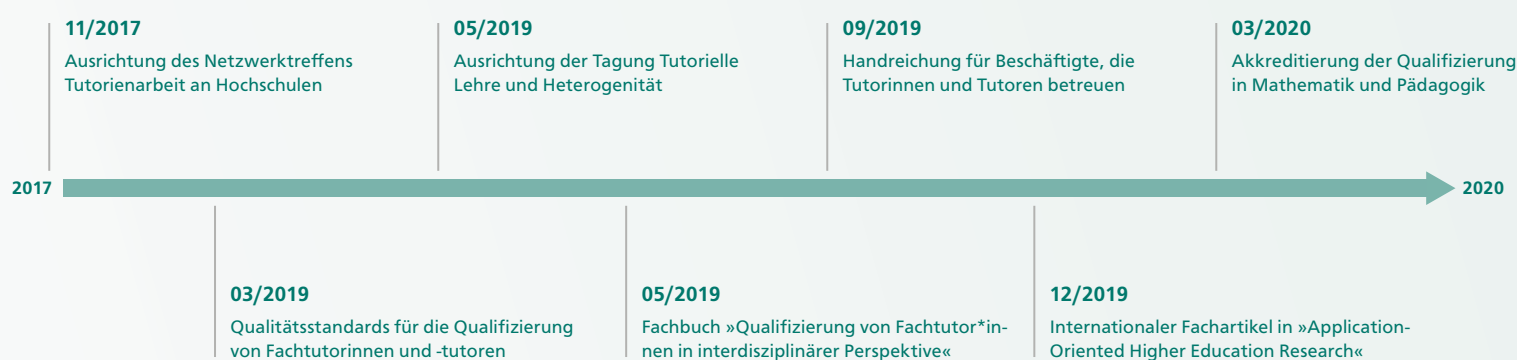 11/2017
Ausrichtung des Netzwerktreffens
Tutorienarbeit an Hochschulen
05/2019
Ausrichtung der Tagung Tutorielle
Lehre und Heterogenität
09/2019
Handreichung für Beschäftigte, die
Tutorinnen und Tutoren betreuen
03/2020
Akkreditierung der Qualifizierung
in Mathematik und Pädagogik
2017
2020
03/2019
Qualitätsstandards für die Qualifizierung
von Fachtutorinnen und -tutoren
05/2019
Fachbuch »Qualifizierung von Fachtutor*in-
nen in interdisziplinärer Perspektive«
12/2019
Internationaler Fachartikel in »Application-
Oriented Higher Education Research«